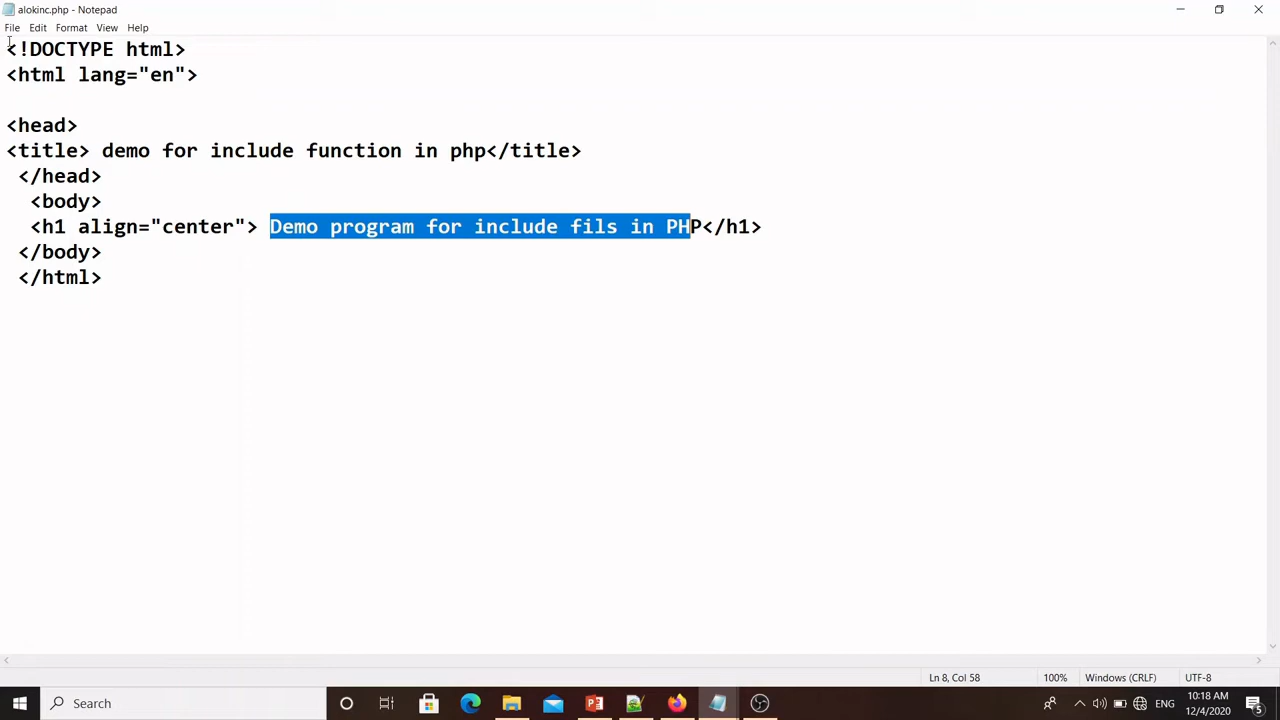 alokinc.php - Notepad
File Edit Format View Help
<!DOCTYPE html>
<html lang="en">
<head>
<title> demo for include function in php</title>
</head>
<body>
<h1 align="center"> Demo program for include fils in PHP</h1>
</body>
</html>
Ln 8, Col 58 100% Windows (CRLF) UTF-8
Search
ENG
10:18 AM
12/4/2020
5